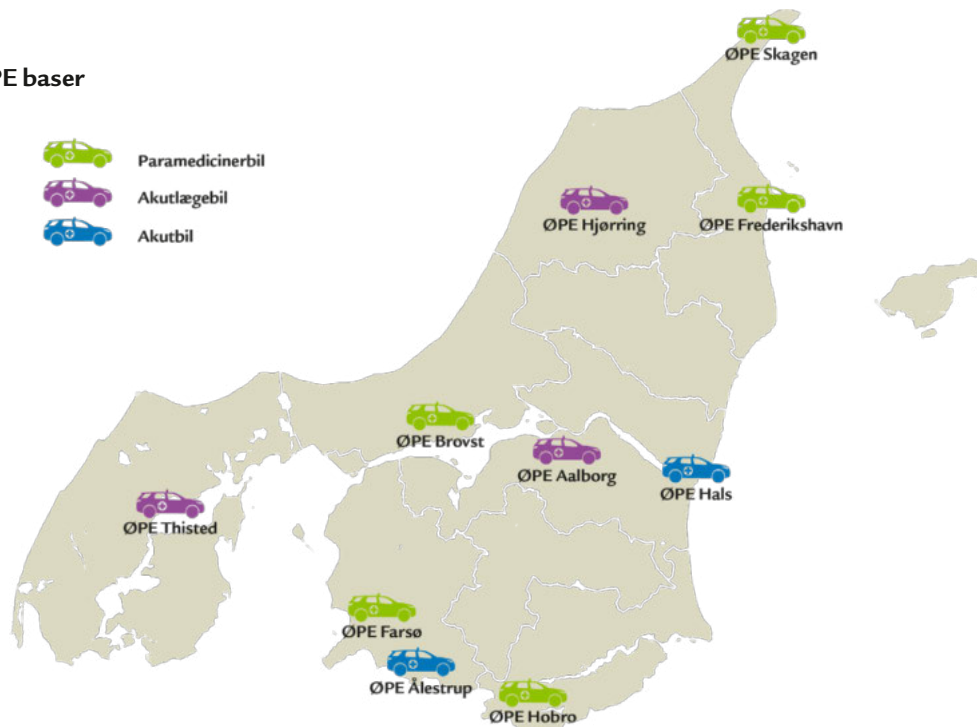 ØPE Skagen
PE baser
Paramedicinerbil
Akutlægebil
Akutbil
ØPE Hjørring
ØPE Frederikshavn
ØPE Brovst
ØPE Aalborg
ØPE Hals
ØPE Thisted
ØPE Farsø
ØPE Ålestrup
ØPE Hobro